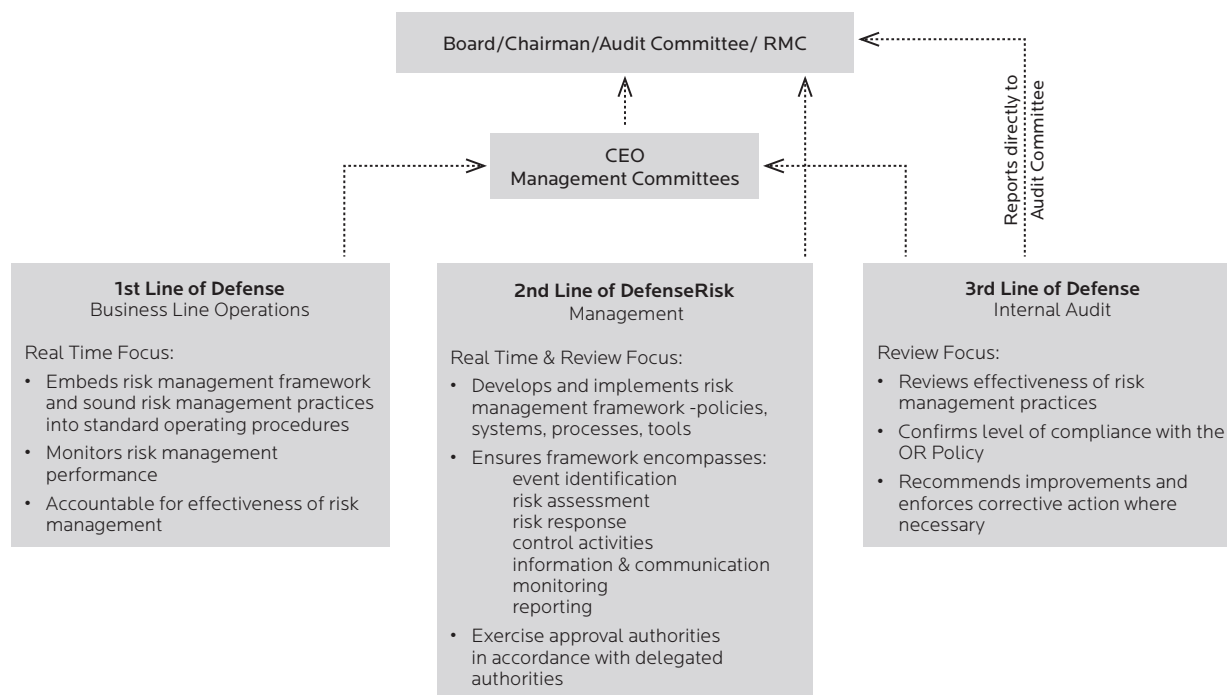 Board/Chairman/Audit Committee/ RMC
CEO
Management Committees
Reports directly to
Audit Committee
1st Line of Defense
Business Line Operations
Real Time Focus:
• Embeds risk management framework
and sound risk management practices
into standard operating procedures
• Monitors risk management
performance
• Accountable for effectiveness of risk
management
2nd Line of DefenseRisk
Management
Real Time & Review Focus:
• Develops and implements risk
management framework -policies,
systems, processes, tools
• Ensures framework encompasses:
event identification
risk assessment
risk response
control activities
information & communication
monitoring
reporting
• Exercise approval authorities
in accordance with delegated
authorities
3rd Line of Defense
Internal Audit
Review Focus:
• Reviews effectiveness of risk
management practices
• Confirms level of compliance with the
OR Policy
• Recommends improvements and
enforces corrective action where
necessary